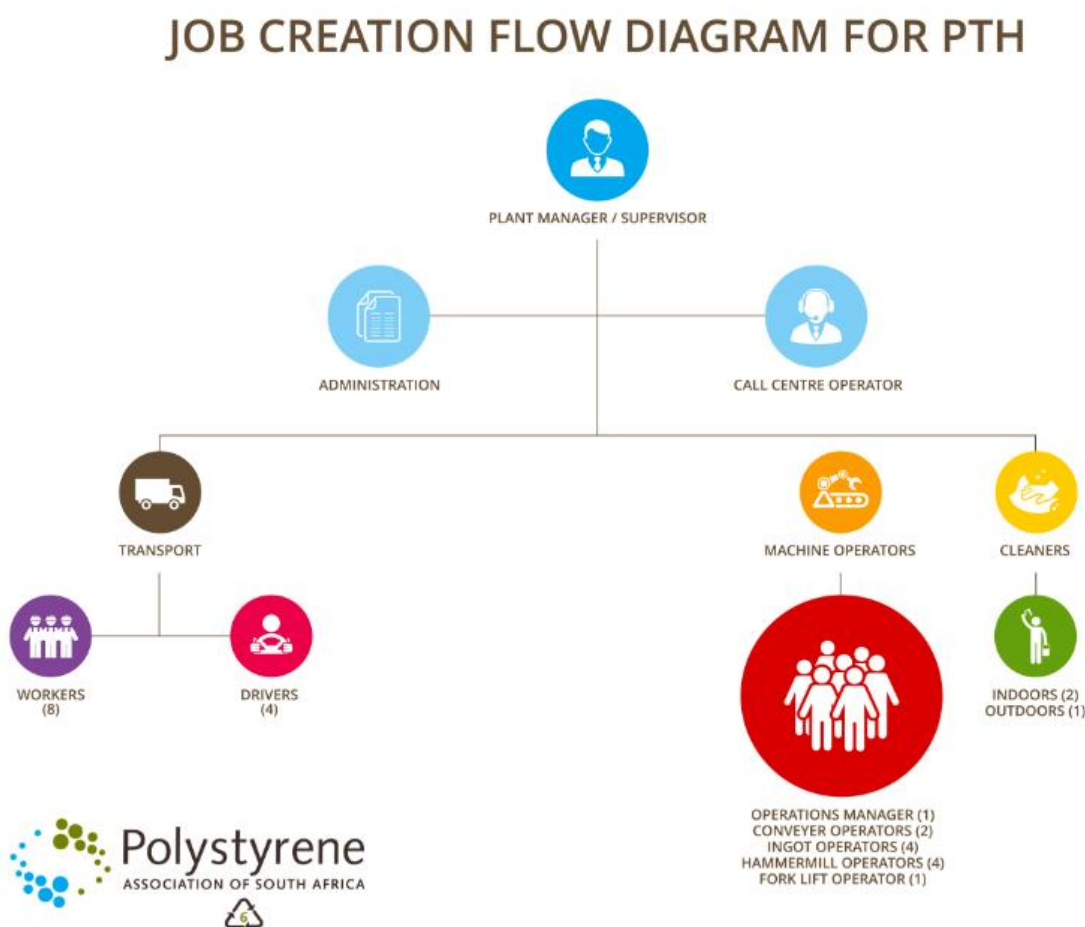 JOB CREATION FLOW DIAGRAM FOR PTH
PLANT MANAGER / SUPERVISOR
ADMINISTRATION
CALL CENTRE OPERATOR
TRANSPORT
MACHINE OPERATORS
CLEANERS
WORKERS
(8)
DRIVERS
(4)
INDOORS (2)
OUTDOORS (1)
OPERATIONS MANAGER (1)
CONVEYER OPERATORS (2)
INGOT OPERATORS (4)
HAMMERMILL OPERATORS (4)
FORK LIFT OPERATOR (1)
Polystyrene
ASSOCIATION OF SOUTH AFRICA
6